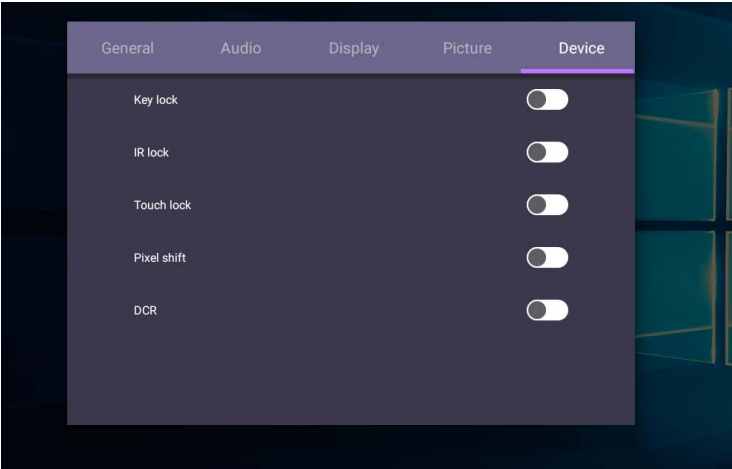 General Audio Display Picture Device
Key lock
IR lock
Touch lock
Pixel shift
DCR